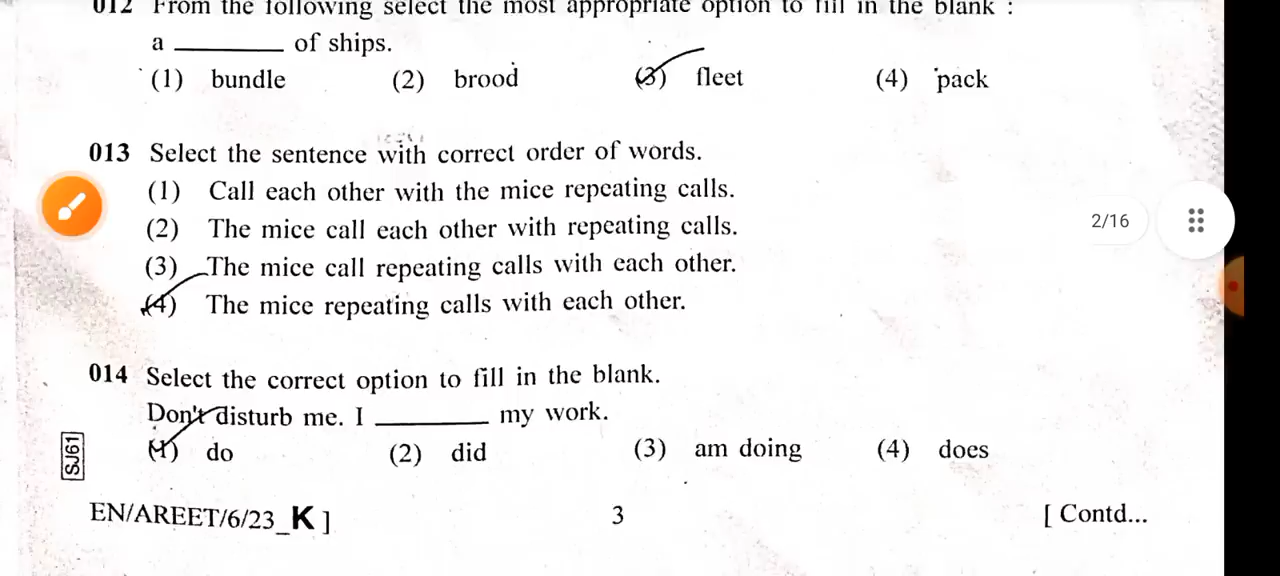 012 From the following select the most appropriate option to fill in the blank :
a ________ of ships.
(1) bundle (2) brood (3) fleet (4) pack
013 Select the sentence with correct order of words.
(1) Call each other with the mice repeating calls.
(2) The mice call each other with repeating calls.
2/16
(3) The mice call repeating calls with each other.
(4) The mice repeating calls with each other.
014 Select the correct option to fill in the blank.
Don't disturb me. I ________ my work.
(1) do (2) did (3) am doing (4) does
SJ61
EN/AREET/6/23_K ] 3 [ Contd...